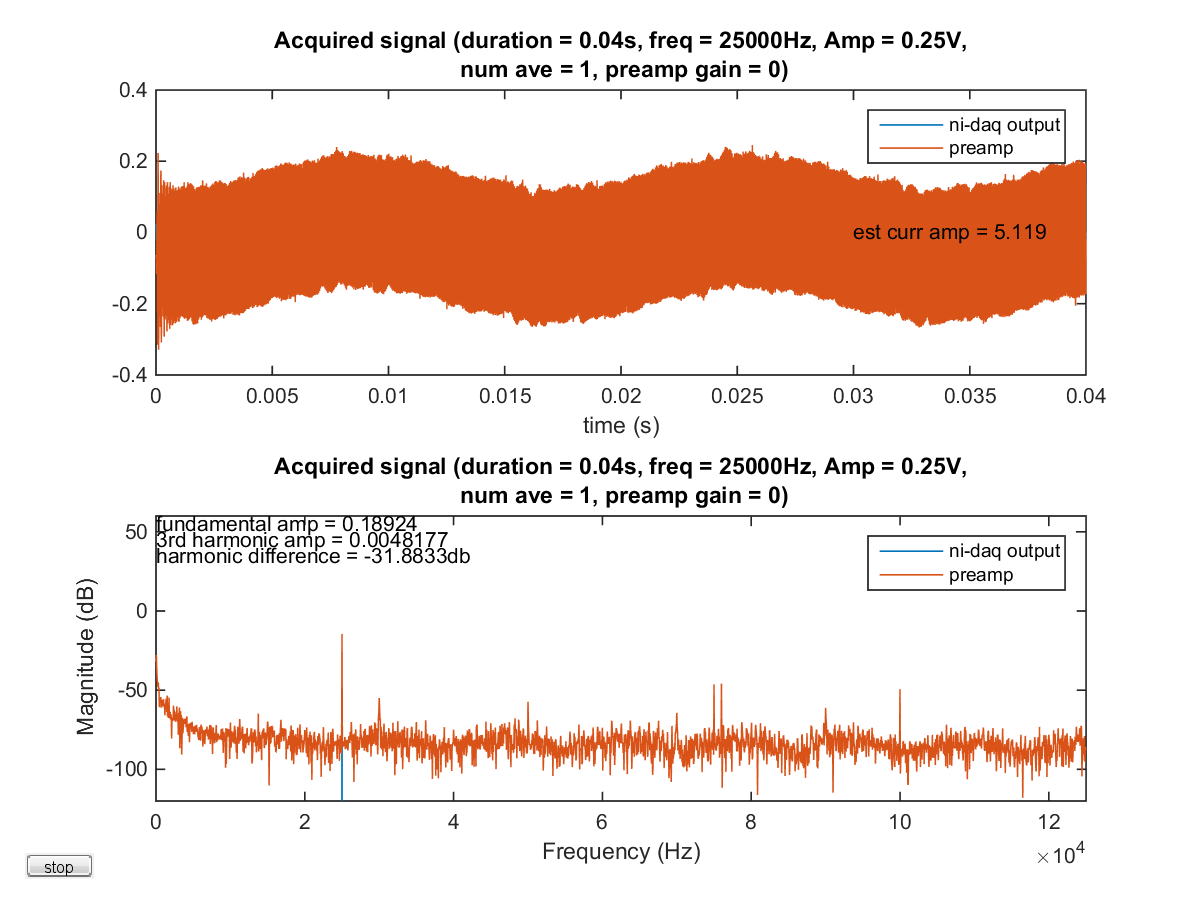 Acquired signal (duration = 0.04s, freq = 25000Hz, Amp = 0.25V,
num ave = 1, preamp gain = 0)
0.4
0.2
0
-0.2
-0.4
ni-daq output
preamp
est curr amp = 5.119
0 0.005 0.01 0.015 0.02 0.025 0.03 0.035 0.04
time (s)
Acquired signal (duration = 0.04s, freq = 25000Hz, Amp = 0.25V,
num ave = 1, preamp gain = 0)
fundamental amp = 0.18924
3rd harmonic amp = 0.0048177
harmonic difference = -31.8833db
ni-daq output
preamp
50
0
-50
-100
Magnitude (dB)
0 2 4 6 8 10 12
Frequency (Hz)
×10^4
stop